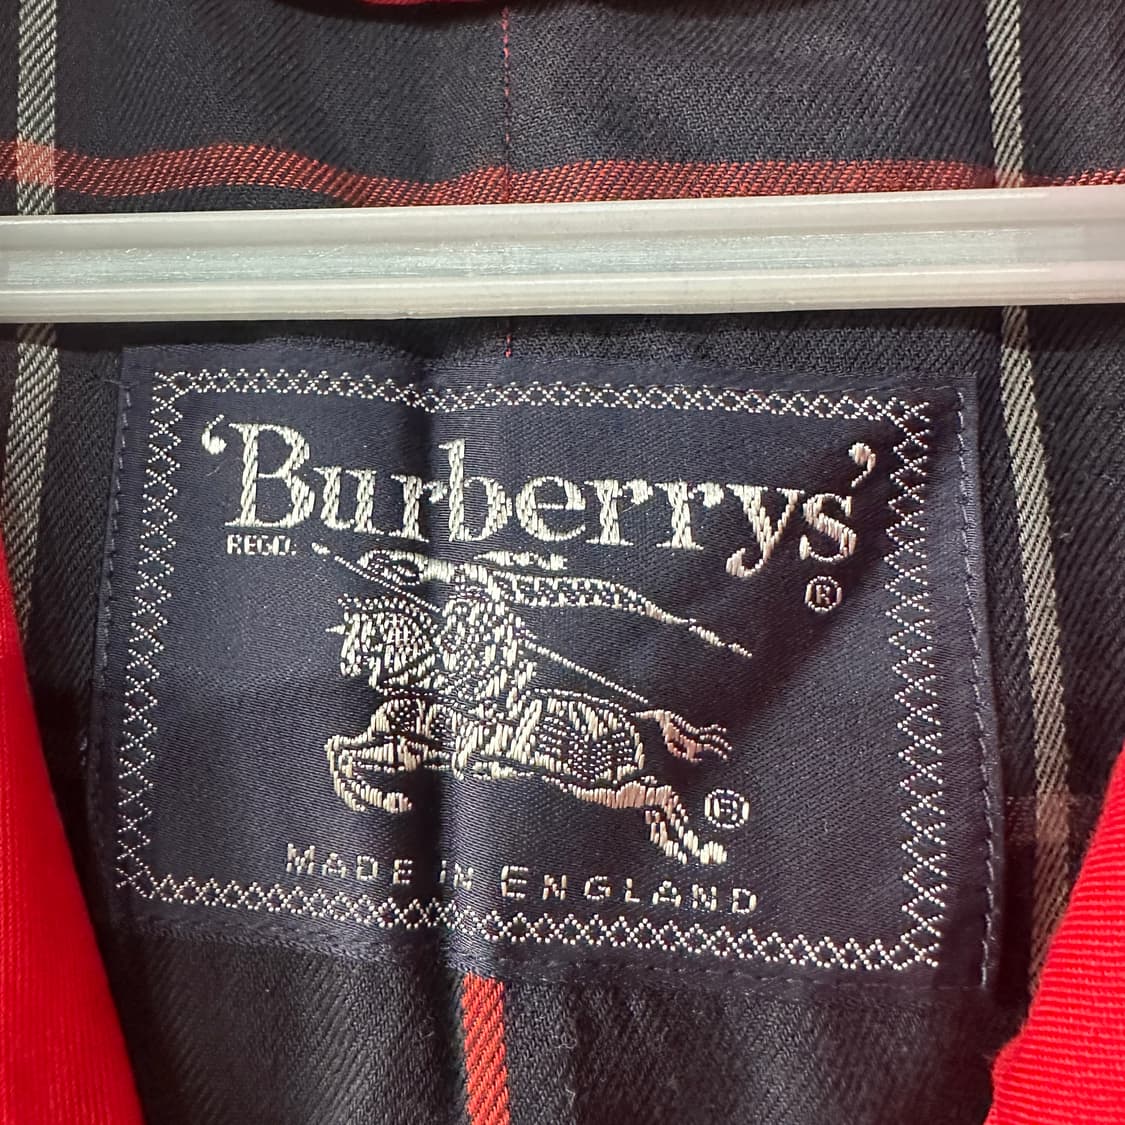 ‘Burberrys’
REGD.
®
®
MADE IN ENGLAND